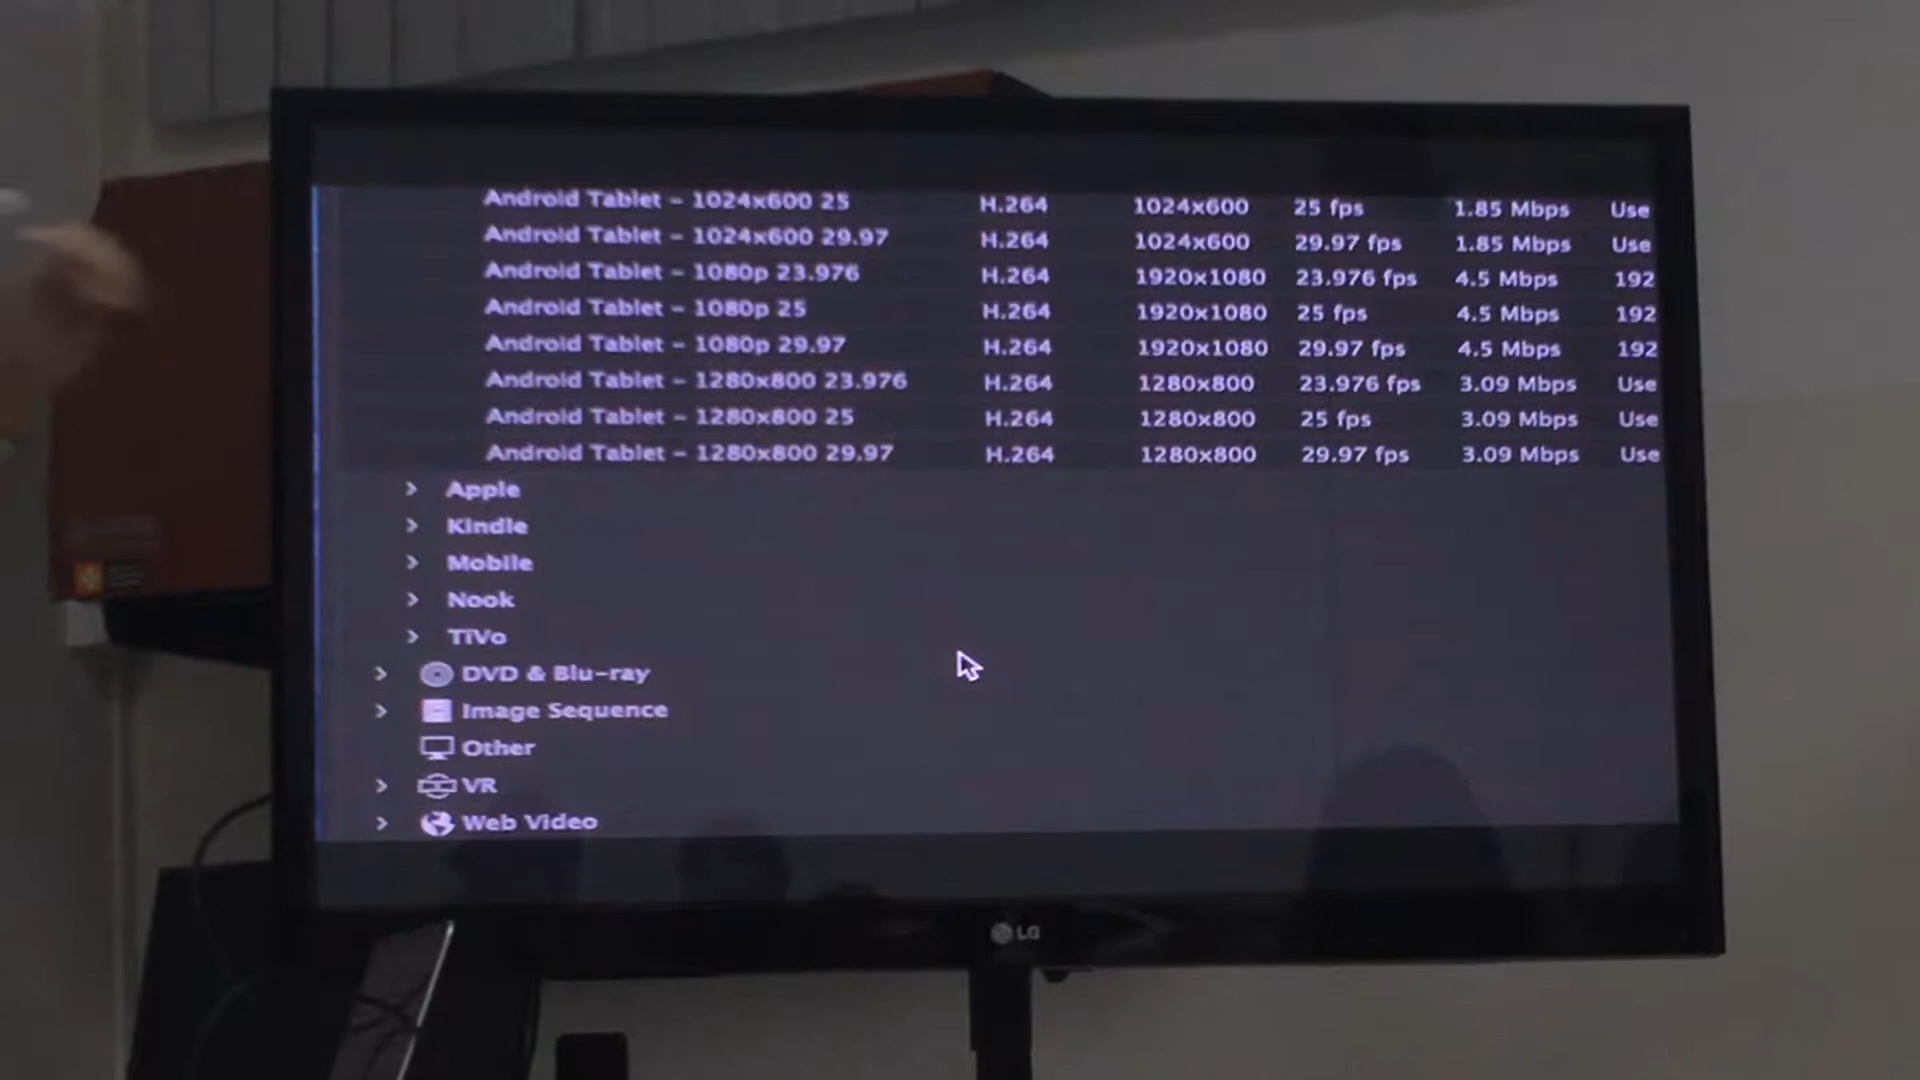 Android Tablet - 1024x600 25 H.264 1024x600 25 fps 1.85 Mbps Use
Android Tablet - 1024x600 29.97 H.264 1024x600 29.97 fps 1.85 Mbps Use
Android Tablet - 1080p 23.976 H.264 1920x1080 23.976 fps 4.5 Mbps 192
Android Tablet - 1080p 25 H.264 1920x1080 25 fps 4.5 Mbps 192
Android Tablet - 1080p 29.97 H.264 1920x1080 29.97 fps 4.5 Mbps 192
Android Tablet - 1280x800 23.976 H.264 1280x800 23.976 fps 3.09 Mbps Use
Android Tablet - 1280x800 25 H.264 1280x800 25 fps 3.09 Mbps Use
Android Tablet - 1280x800 29.97 H.264 1280x800 29.97 fps 3.09 Mbps Use
> Apple
> Kindle
> Mobile
> Nook
> TiVo
> DVD & Blu-ray
> Image Sequence
Other
> VR
> Web Video
LG